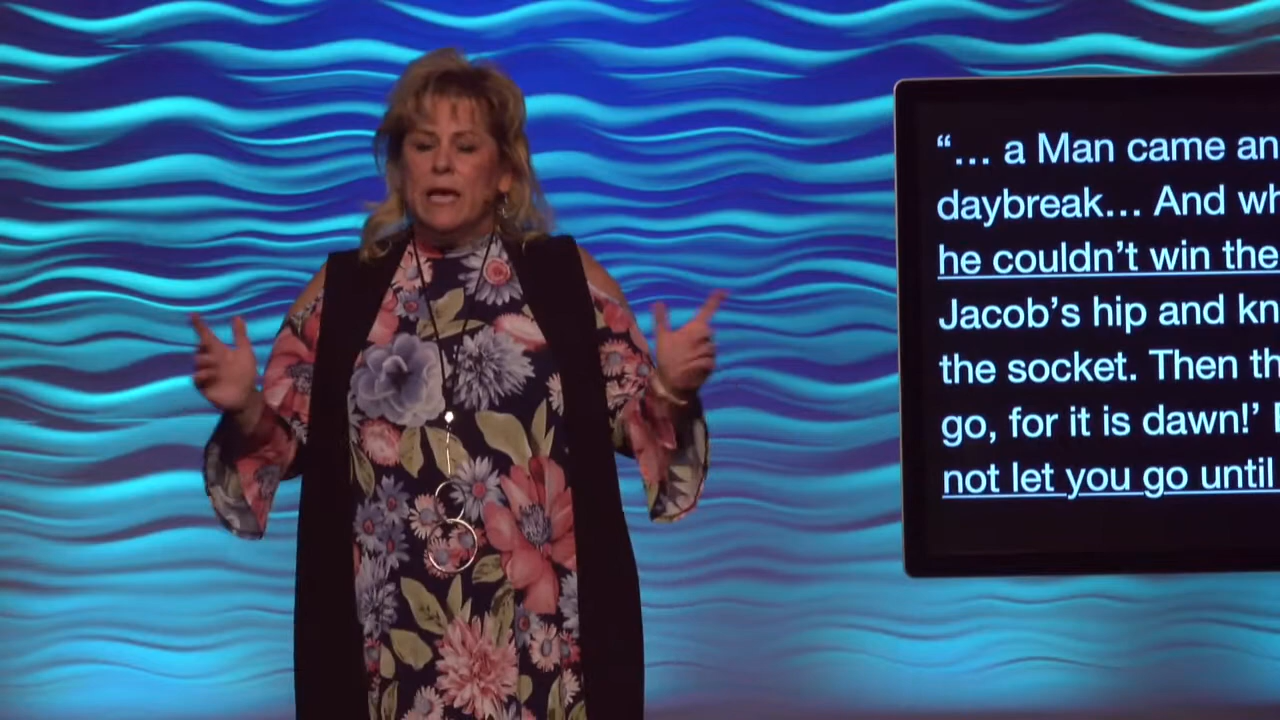 “... a Man came an
daybreak... And wh
he couldn’t win the
Jacob’s hip and kn
the socket. Then th
go, for it is dawn!’
not let you go until